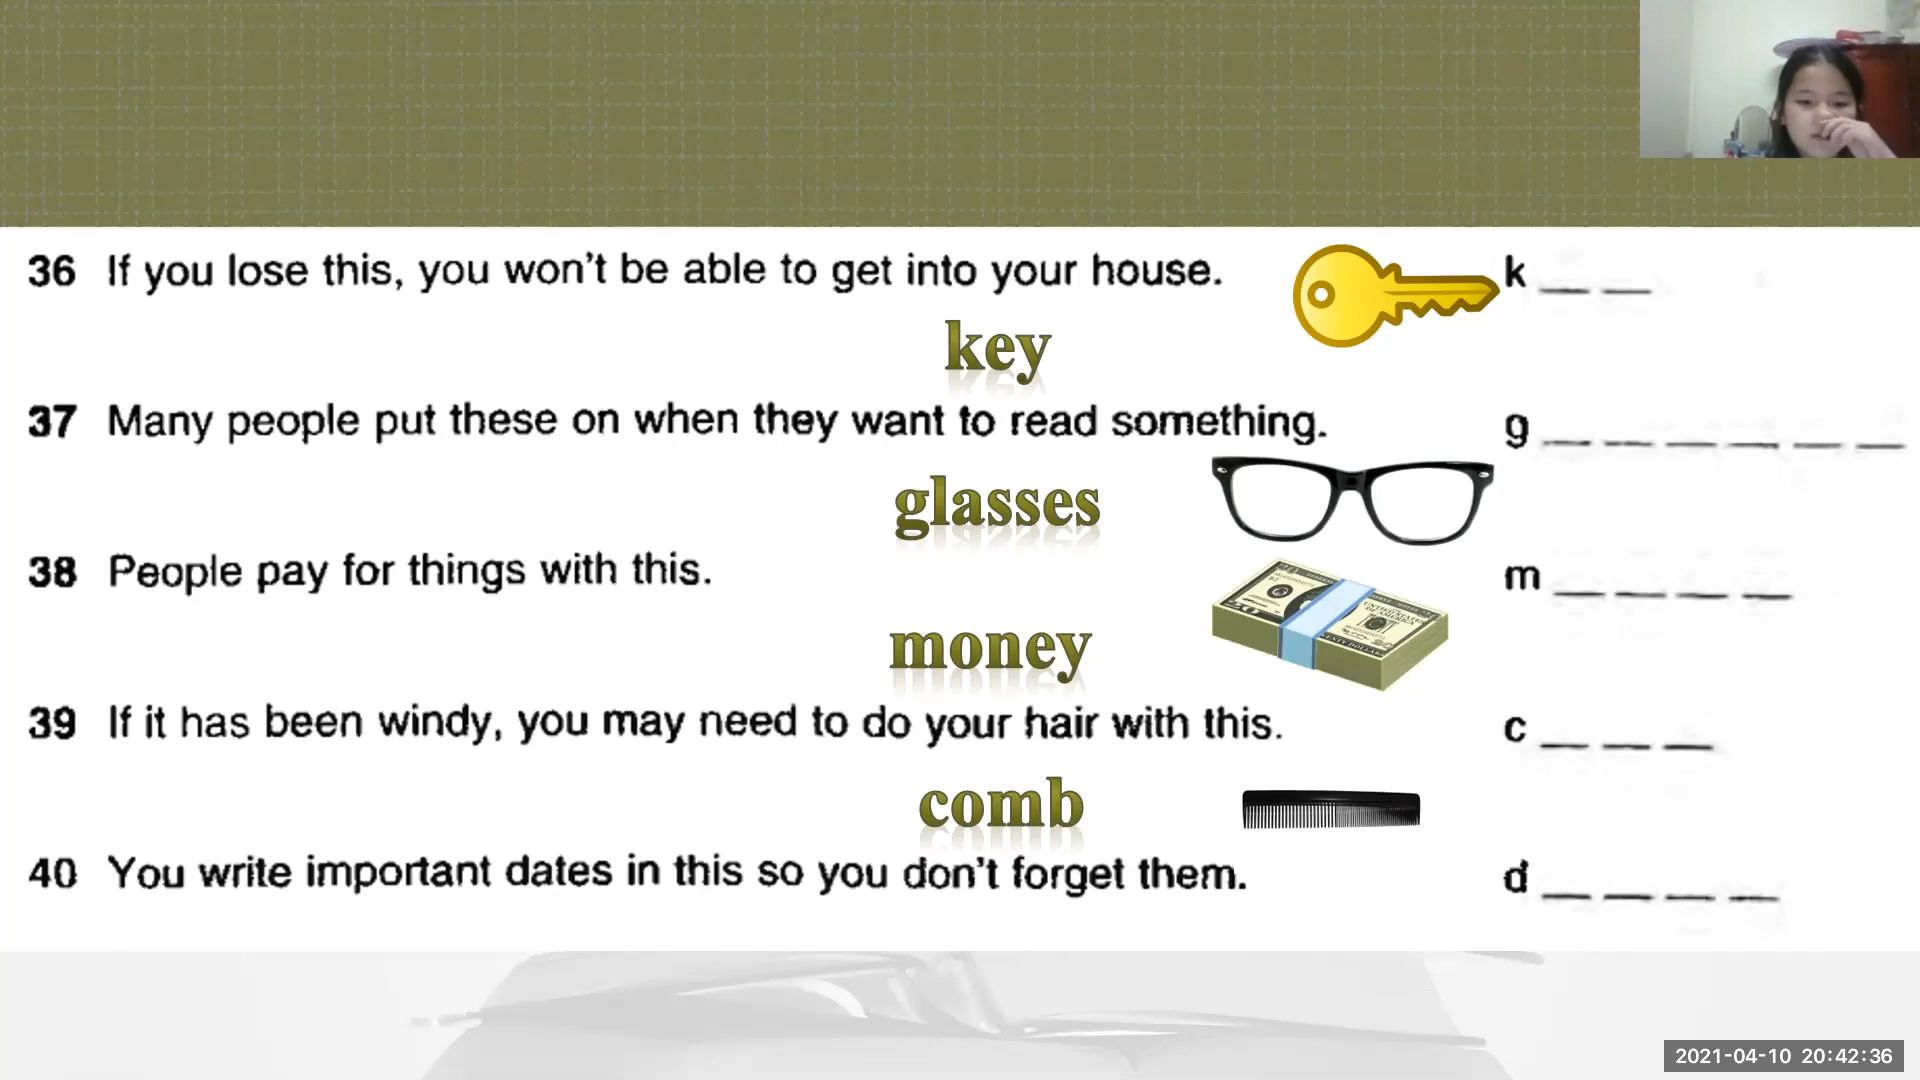 36 If you lose this, you won't be able to get into your house. k _ _
key
37 Many people put these on when they want to read something. g _ _ _ _ _ _
glasses
38 People pay for things with this. m _ _ _ _
money
39 If it has been windy, you may need to do your hair with this. c _ _ _
comb
40 You write important dates in this so you don't forget them. d _ _ _ _
2021-04-10 20:42:36